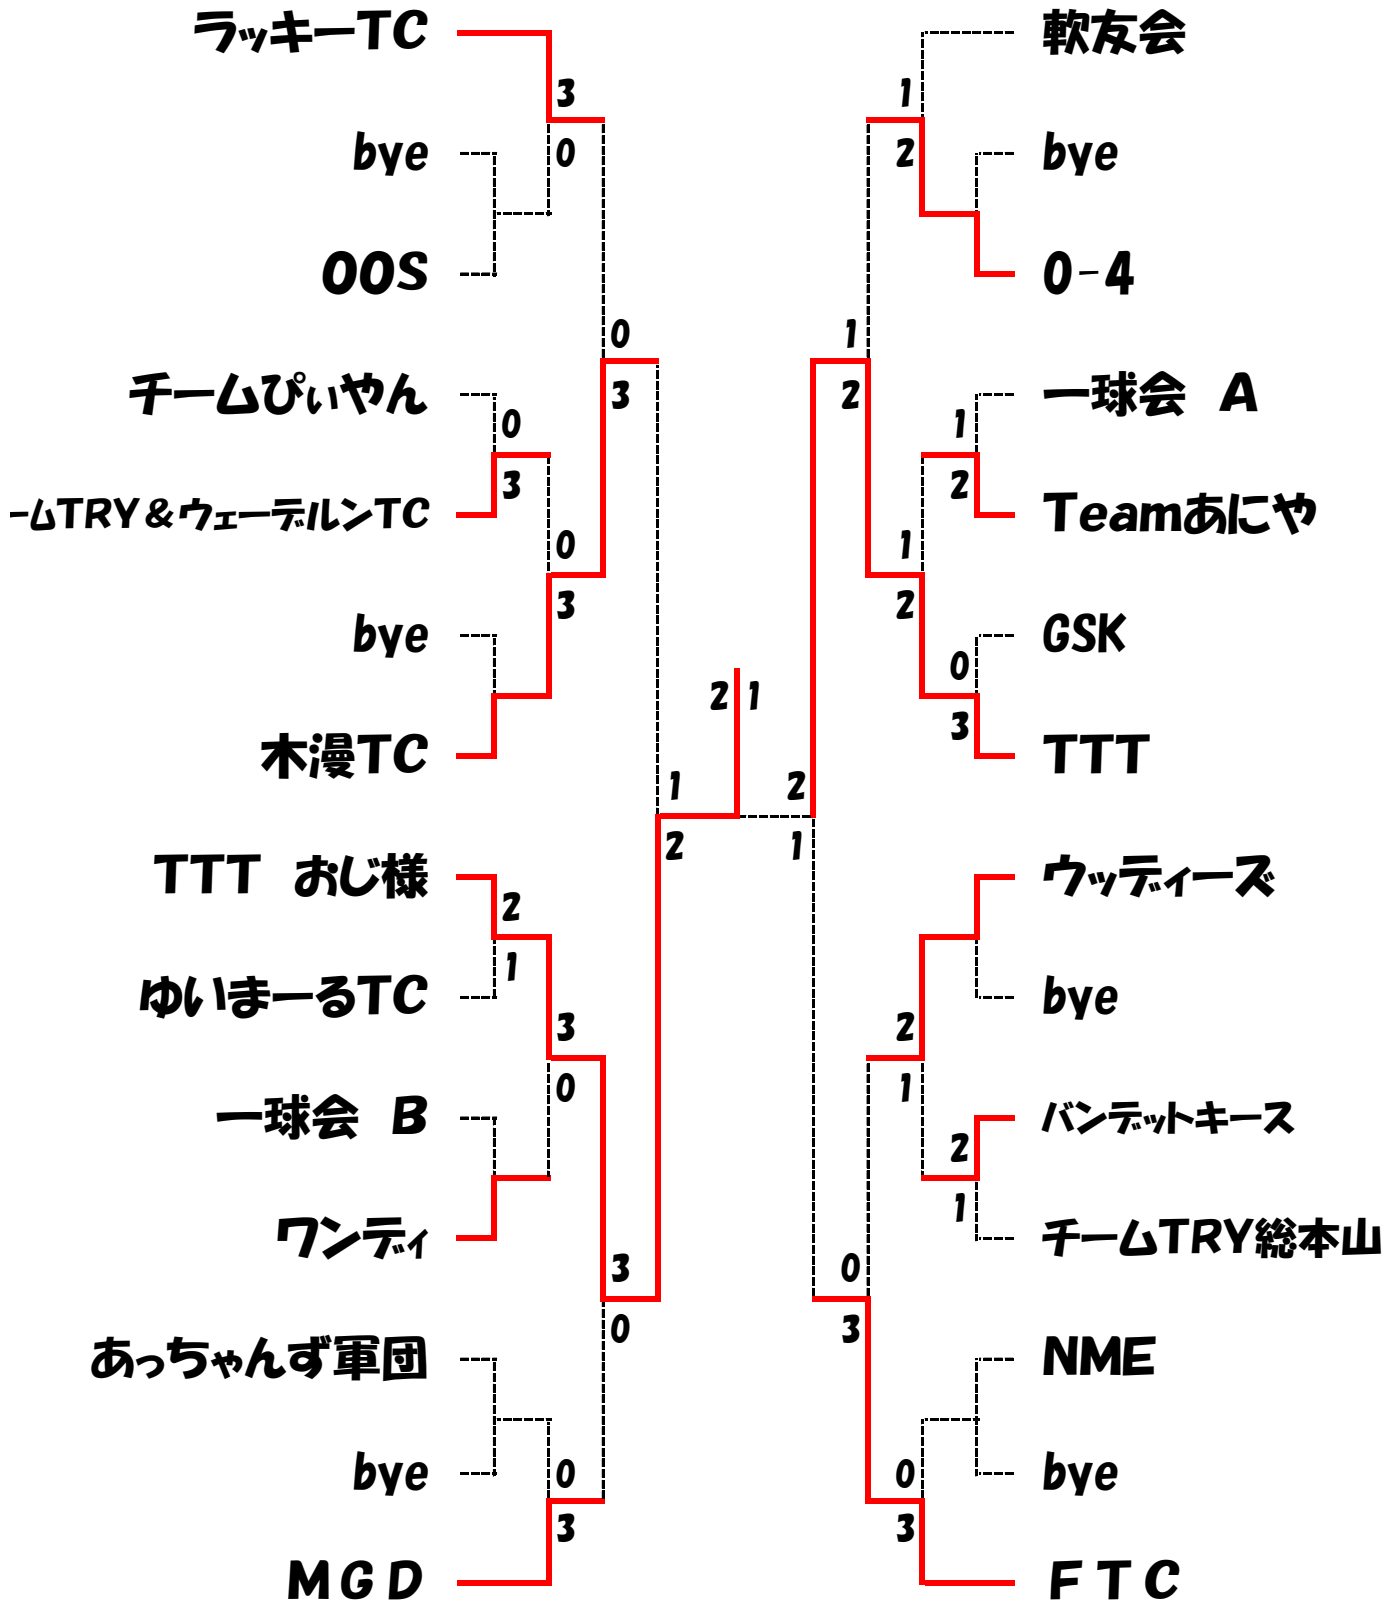 ラッキーTC
3
bye
0
OOS
0
チームぴぃやん
3
0
ームTRY＆ウェーデルンTC
3
0
bye
3
木漫TC
1
TTT おじ様
2
2
ゆいまーるTC
1
3
一球会 B
0
ワンディ
3
あっちゃんず軍団
0
bye
0
MGD
3
2 1
軟友会
1
bye
2
0-4
1
一球会 A
2
1
Teamあにや
2
1
GSK
2
0
TTT
3
2
ウッディーズ
1
bye
2
バンデットキース
1
2
チームTRY総本山
1
0
NME
3
bye
0
FTC
3